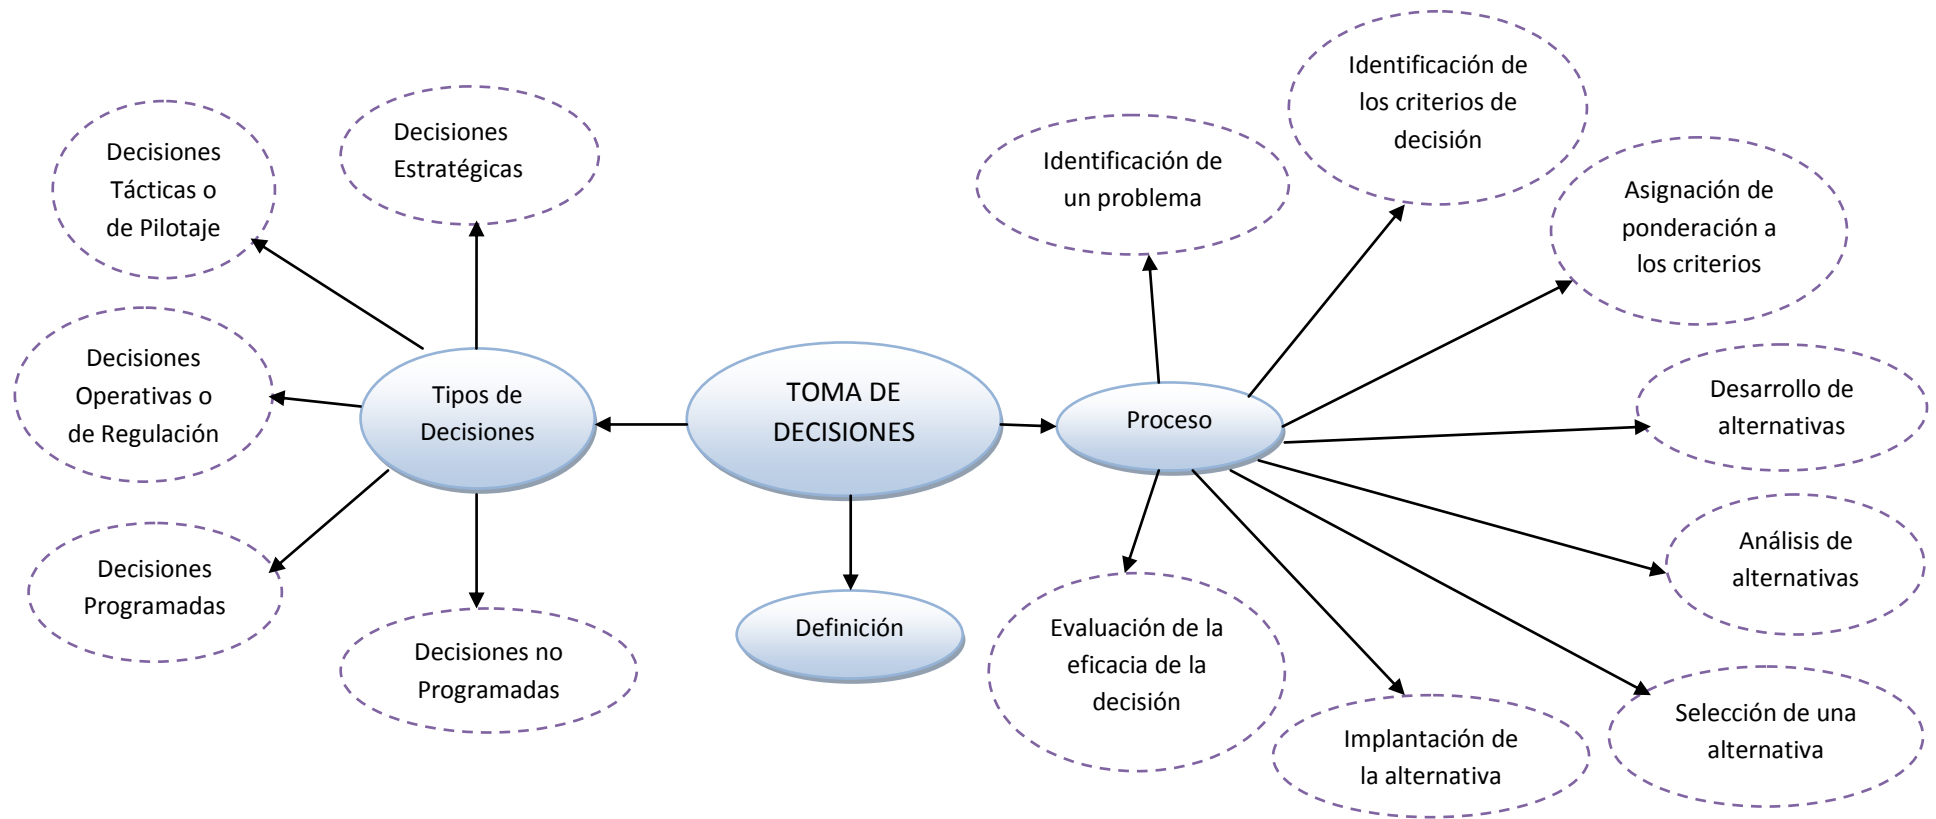 TOMA DE
DECISIONES
Tipos de
Decisiones
Decisiones
Estratégicas
Decisiones
Tácticas o
de Pilotaje
Decisiones
Operativas o
de Regulación
Decisiones
Programadas
Decisiones no
Programadas
Definición
Proceso
Identificación de
un problema
Identificación de
los criterios de
decisión
Asignación de
ponderación a
los criterios
Desarrollo de
alternativas
Análisis de
alternativas
Selección de una
alternativa
Implantación de
la alternativa
Evaluación de la
eficacia de la
decisión